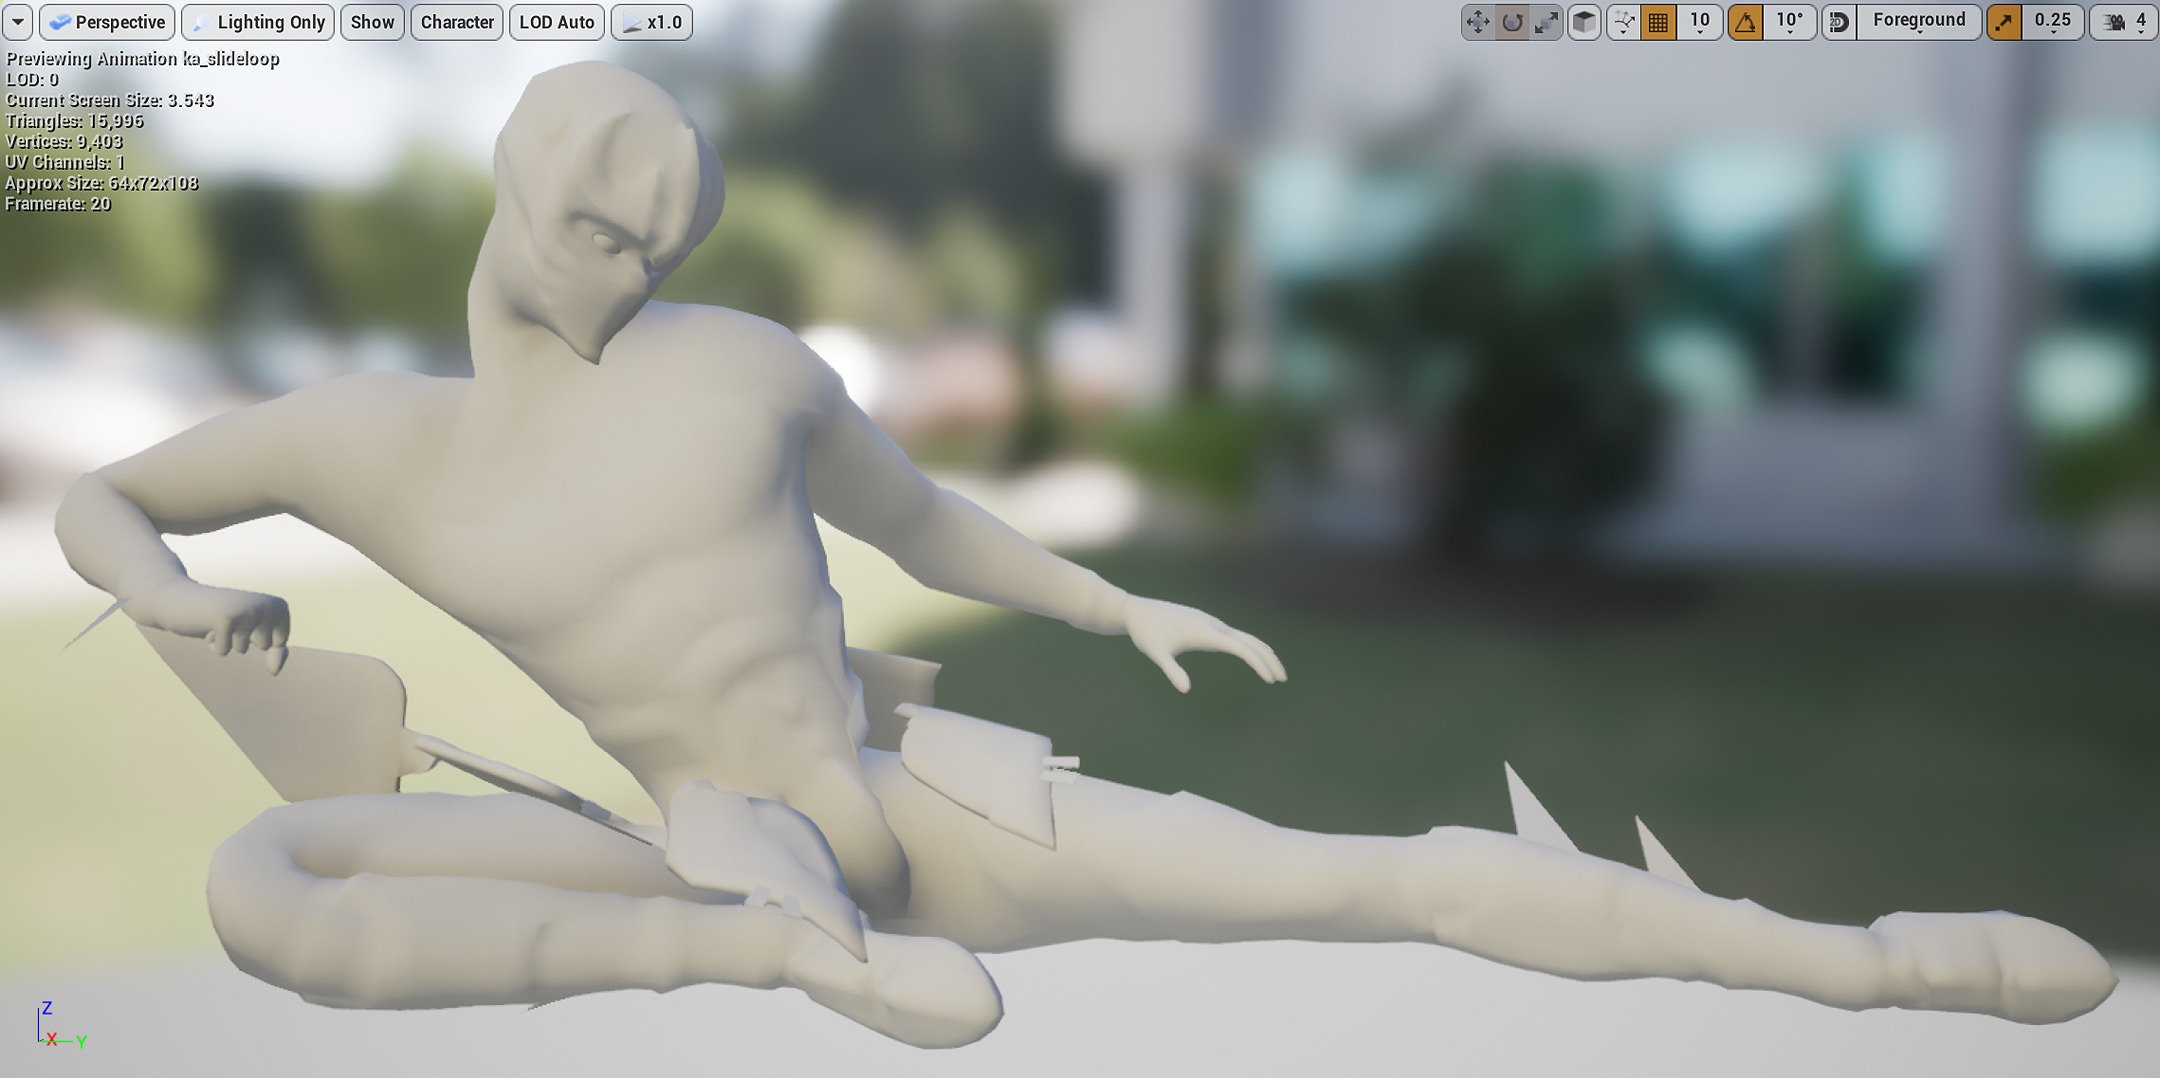 Perspective Lighting Only Show Character LOD Auto x1.0 10 10° Foreground 0.25 4
Previewing Animation ka_slideloop
LOD: 0
Current Screen Size: 3.543
Triangles: 15,996
Vertices: 9,403
UV Channels: 1
Approx Size: 64x72x108
Framerate: 20
Z
X Y